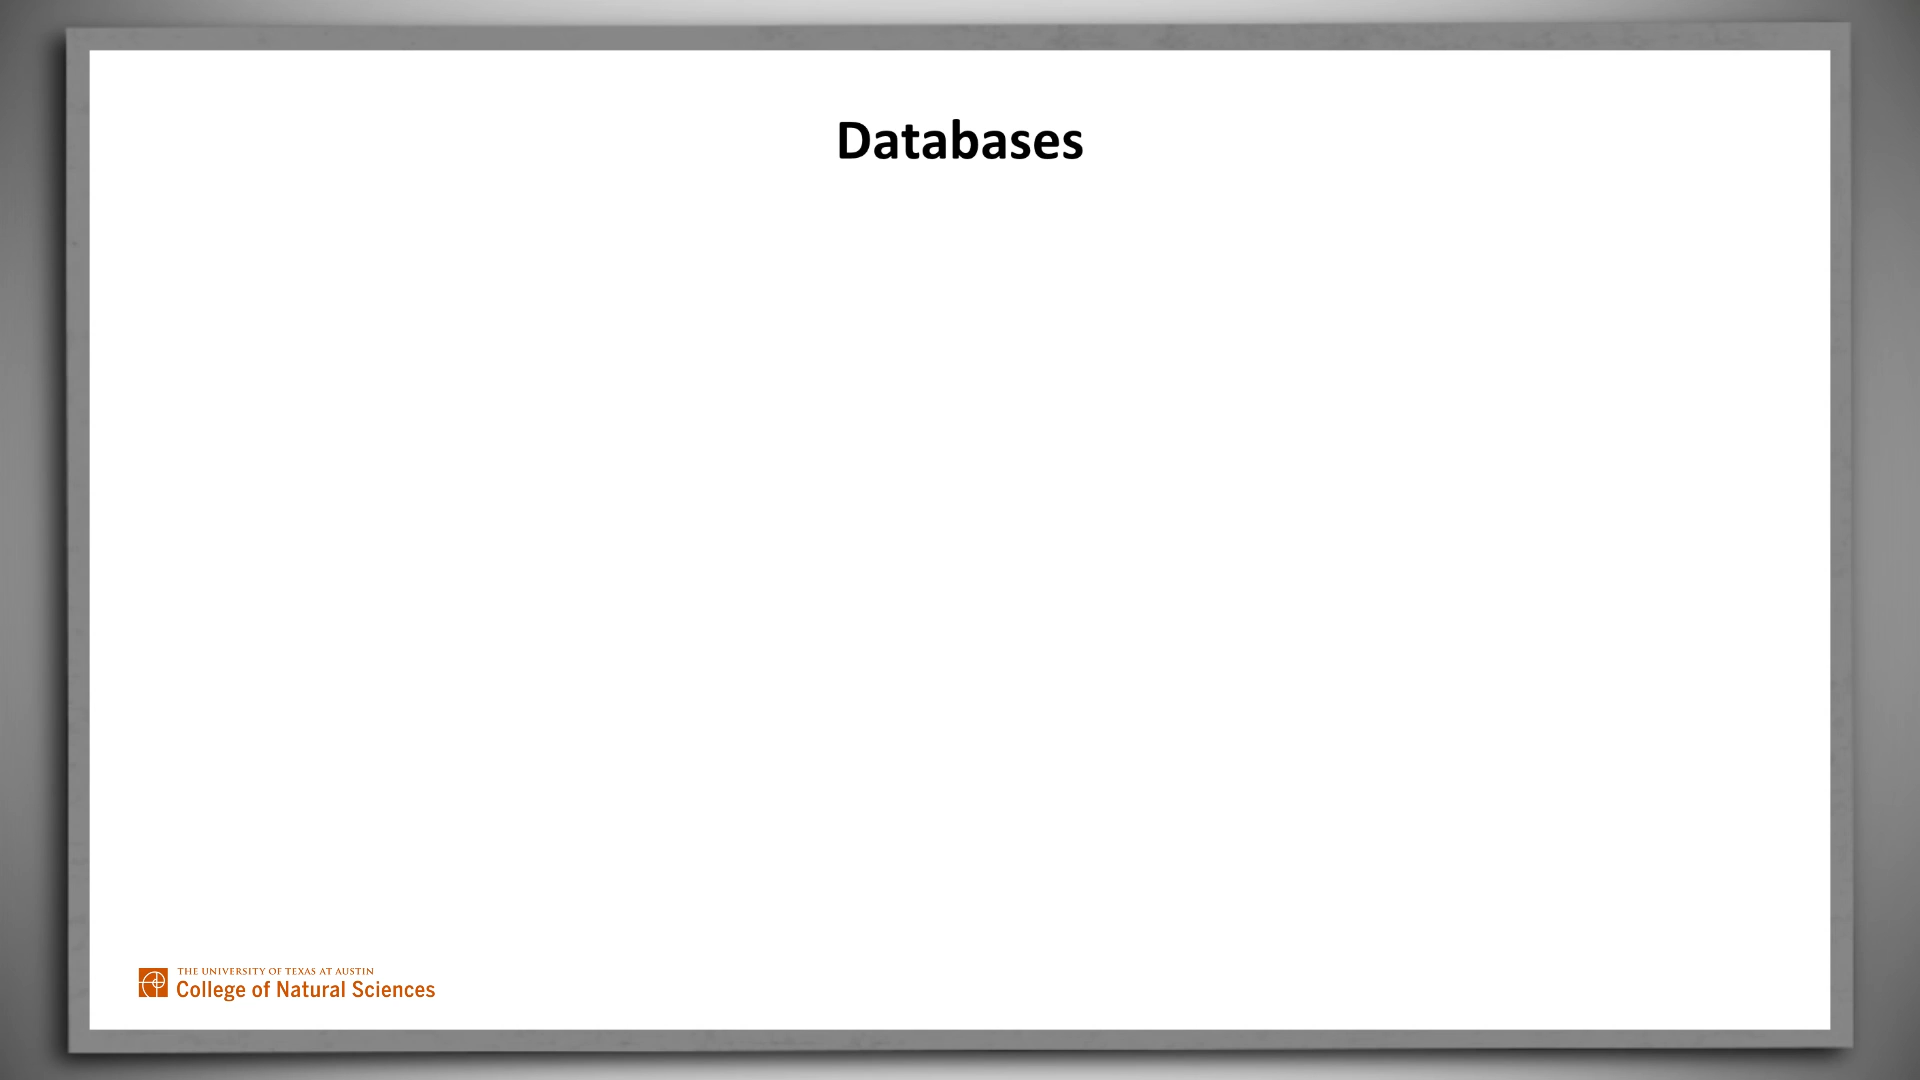 Databases
THE UNIVERSITY OF TEXAS AT AUSTIN
College of Natural Sciences